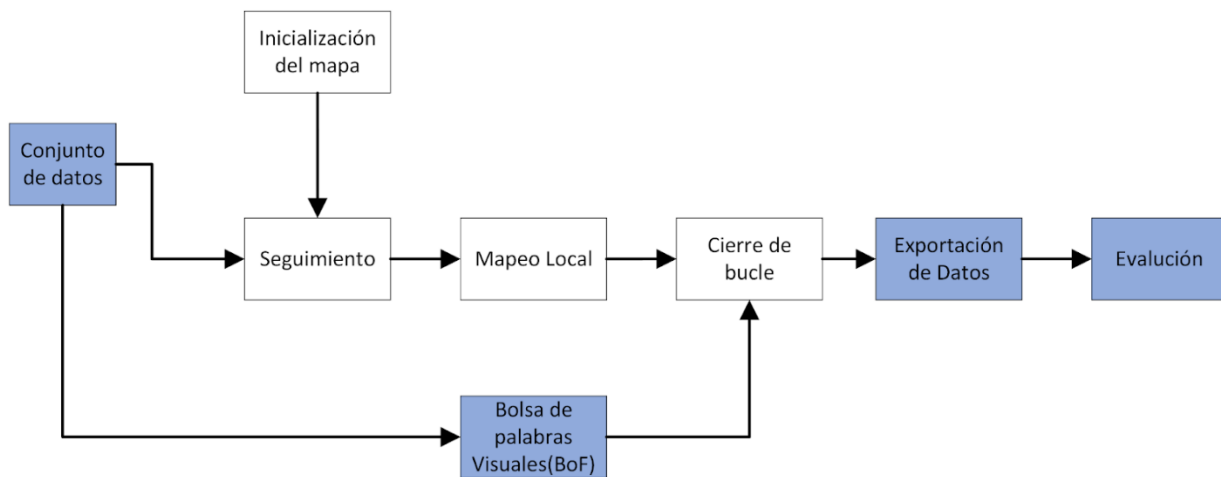 Inicialización
del mapa
Conjunto
de datos
Seguimiento
Mapeo Local
Cierre de
bucle
Exportación
de Datos
Evalución
Bolsa de
palabras
Visuales(BoF)